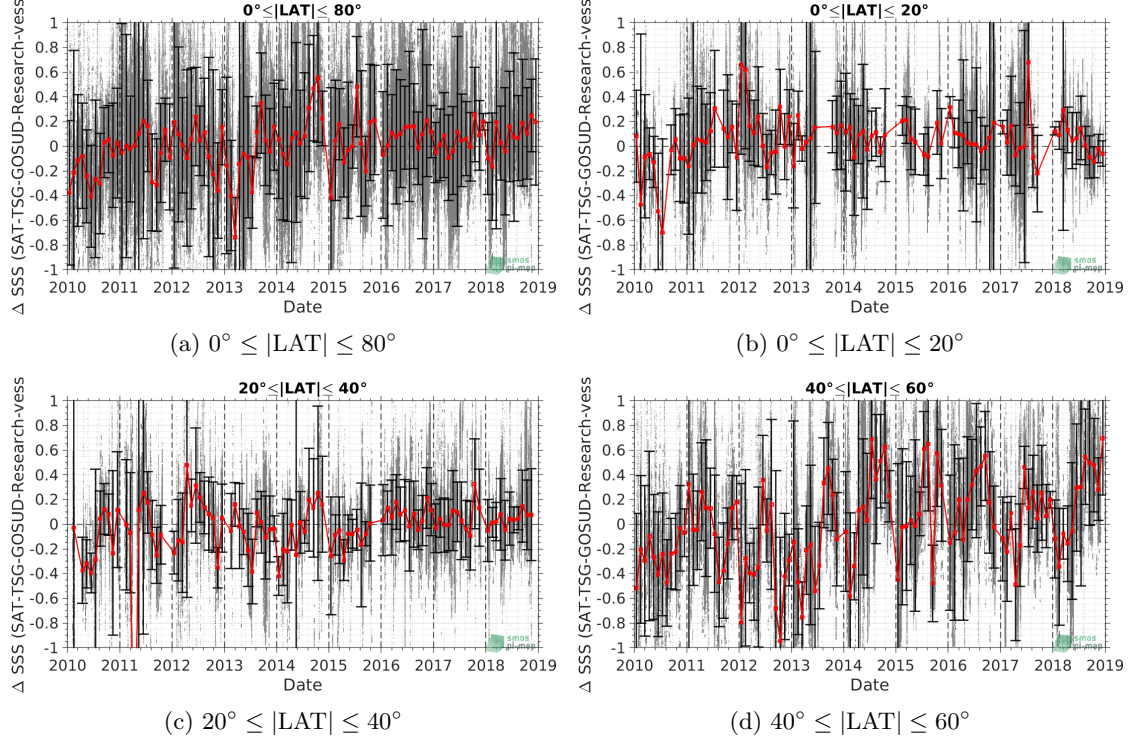 0°≤|LAT|≤ 80°
Δ SSS (SAT-TSG-GOSUD-Research-vess
1
0.8
0.6
0.4
0.2
0
-0.2
-0.4
-0.6
-0.8
-1
2010 2011 2012 2013 2014 2015 2016 2017 2018 2019
Date
smos
pi-mep
(a) 0° ≤ |LAT| ≤ 80°
0°≤|LAT|≤ 20°
Δ SSS (SAT-TSG-GOSUD-Research-vess
1
0.8
0.6
0.4
0.2
0
-0.2
-0.4
-0.6
-0.8
-1
2010 2011 2012 2013 2014 2015 2016 2017 2018 2019
Date
smos
pi-mep
(b) 0° ≤ |LAT| ≤ 20°
20°≤|LAT|≤ 40°
Δ SSS (SAT-TSG-GOSUD-Research-vess
1
0.8
0.6
0.4
0.2
0
-0.2
-0.4
-0.6
-0.8
-1
2010 2011 2012 2013 2014 2015 2016 2017 2018 2019
Date
smos
pi-mep
(c) 20° ≤ |LAT| ≤ 40°
40°≤|LAT|≤ 60°
Δ SSS (SAT-TSG-GOSUD-Research-vess
1
0.8
0.6
0.4
0.2
0
-0.2
-0.4
-0.6
-0.8
-1
2010 2011 2012 2013 2014 2015 2016 2017 2018 2019
Date
smos
pi-mep
(d) 40° ≤ |LAT| ≤ 60°